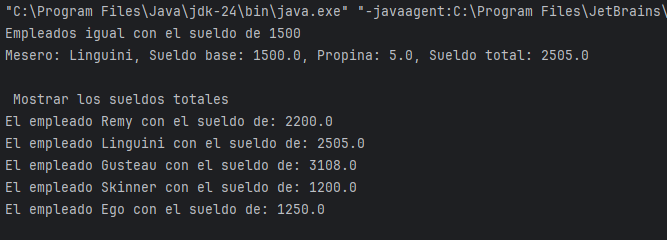 "C:\Program Files\Java\jdk-24\bin\java.exe" "-javaagent:C:\Program Files\JetBrains\
Empleados igual con el sueldo de 1500
Mesero: Linguini, Sueldo base: 1500.0, Propina: 5.0, Sueldo total: 2505.0
Mostrar los sueldos totales
El empleado Remy con el sueldo de: 2200.0
El empleado Linguini con el sueldo de: 2505.0
El empleado Gusteau con el sueldo de: 3108.0
El empleado Skinner con el sueldo de: 1200.0
El empleado Ego con el sueldo de: 1250.0